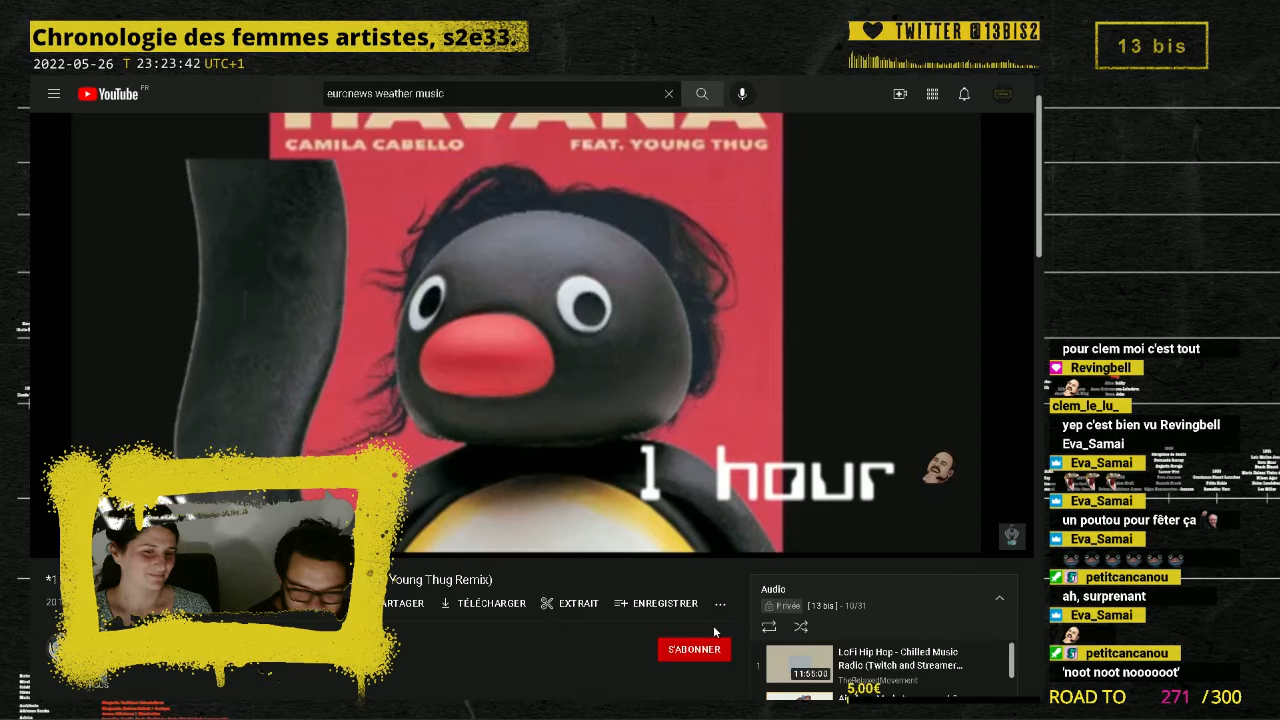 Chronologie des femmes artistes, s2e33.
2022-05-26 T 23:23:42 UTC+1
TWITTER @13BIS2
13 bis
YouTube FR
euronews weather music
HAVANA
CAMILA CABELLO FEAT. YOUNG THUG
1 hour
Young Thug Remix)
TÉLÉCHARGER
EXTRAIT
ENREGISTRER
S'ABONNER
Audio
Privée [ 13 bis ] - 10/31
1
11:55:00
LoFi Hip Hop - Chilled Music
Radio (Twitch and Streamer...
TheRelaxedMovement
5,00€
pour clem moi c'est tout
Revingbell
clem_le_lu_
yep c'est bien vu Revingbell
Eva_Samai
Eva_Samai
Eva_Samai
un poutou pour fêter ça
Eva_Samai
petitcancanou
ah, surprenant
Eva_Samai
petitcancanou
'noot noot noooooot'
ROAD TO 271 / 300